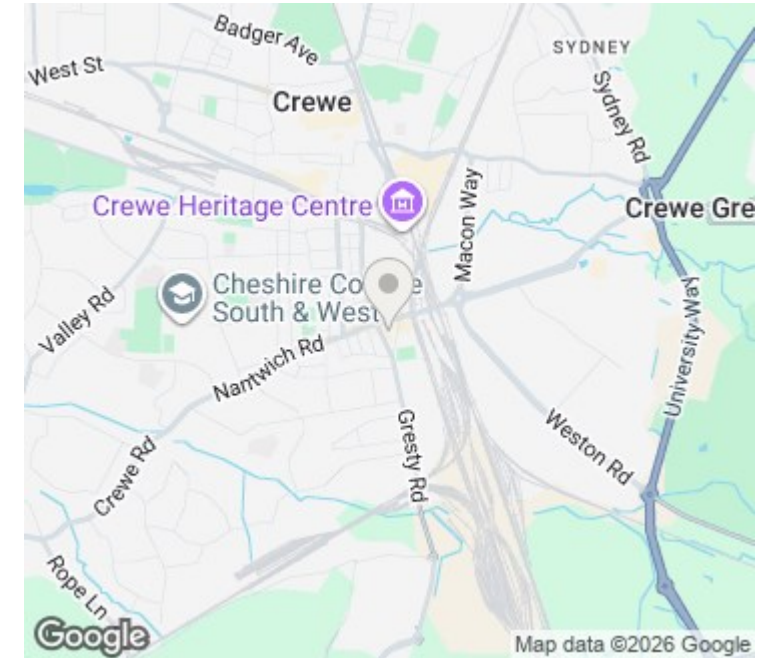 Badger Ave
SYDNEY
West St
Crewe
Sydney Rd
Macon Way
Crewe Heritage Centre
Crewe Gre
Cheshire Co
e
South & West
Valley Rd
Nantwich Rd
University Way
Gresty Rd
Weston Rd
Crewe Rd
Rope Ln
Google
Map data ©2026 Google